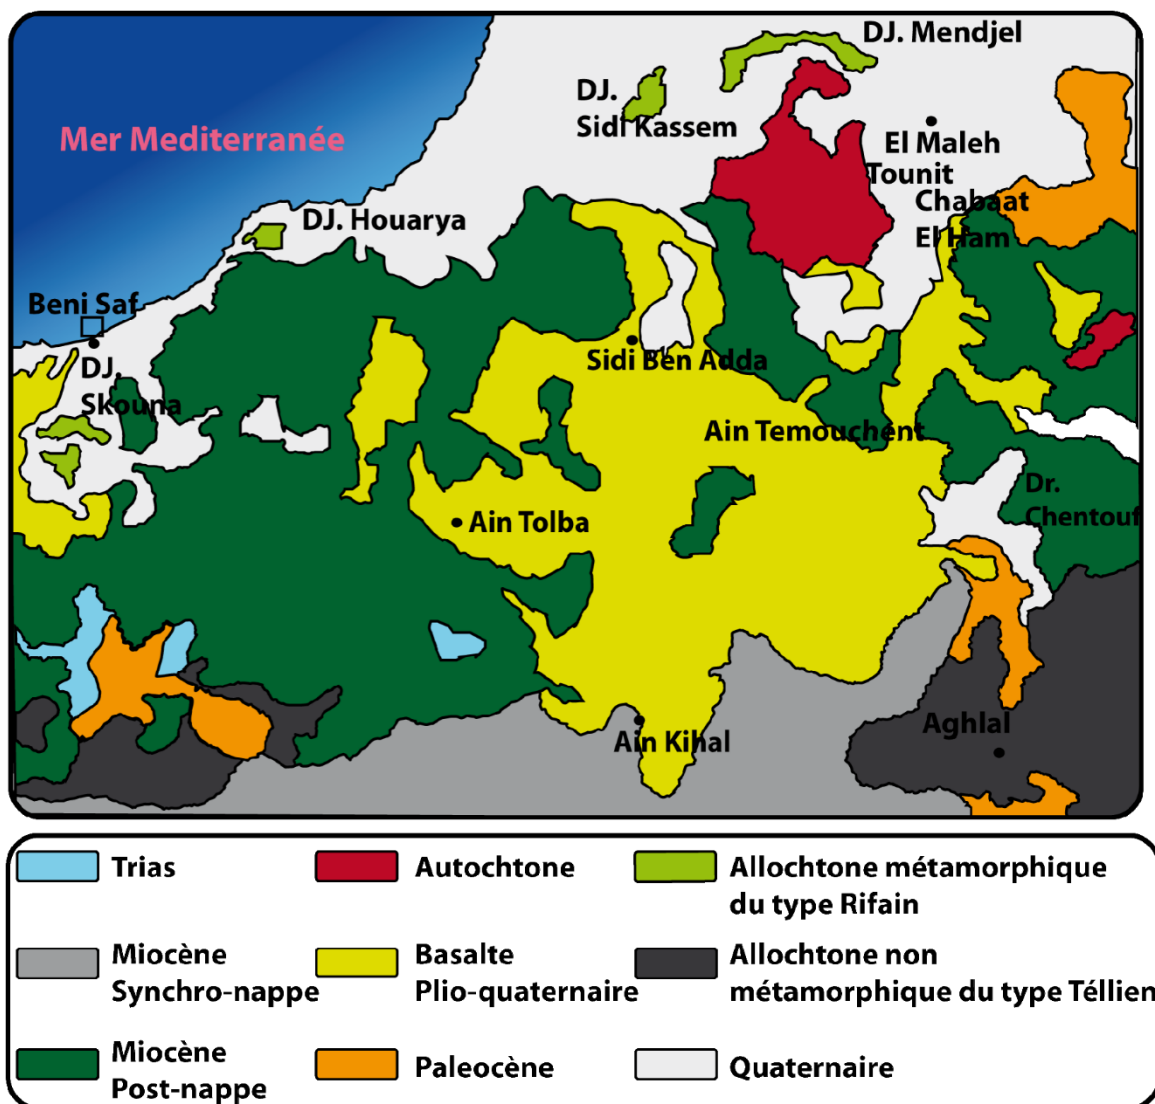 DJ. Mendjel
DJ.
Sidi Kassem
Mer Mediterranée
El Maleh
Tounit
Chabaat
El Ham
DJ. Houarya
Beni Saf
DJ.
Skouna
Sidi Ben Adda
Ain Temouchent
Dr.
Chentouf
Ain Tolba
Aghlal
Ain Kihal
Trias
Autochtone
Allochtone métamorphique
du type Rifain
Miocène
Synchro-nappe
Basalte
Plio-quaternaire
Allochtone non
métamorphique du type Téllien
Miocène
Post-nappe
Paleocène
Quaternaire